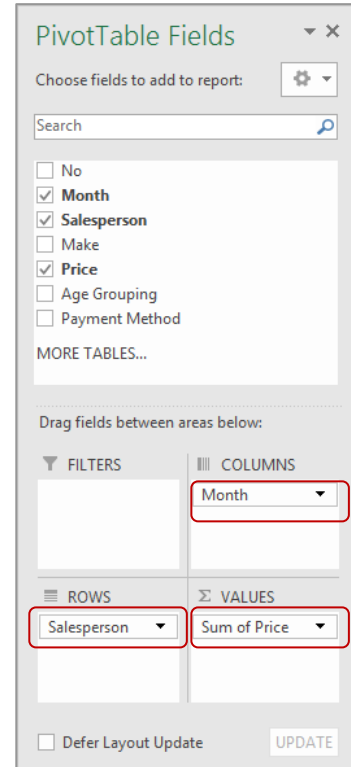 PivotTable Fields
Choose fields to add to report:
Search
No
Month
Salesperson
Make
Price
Age Grouping
Payment Method
MORE TABLES...
Drag fields between areas below:
FILTERS
COLUMNS
Month
ROWS
Σ VALUES
Salesperson
Sum of Price
Defer Layout Update
UPDATE